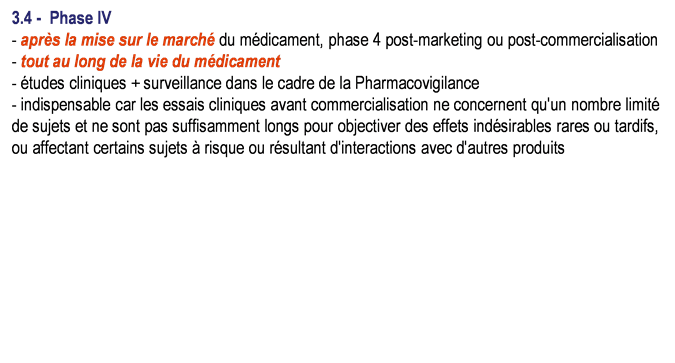 3.4 - Phase IV
- après la mise sur le marché du médicament, phase 4 post-marketing ou post-commercialisation
- tout au long de la vie du médicament
- études cliniques + surveillance dans le cadre de la Pharmacovigilance
- indispensable car les essais cliniques avant commercialisation ne concernent qu'un nombre limité
de sujets et ne sont pas suffisamment longs pour objectiver des effets indésirables rares ou tardifs,
ou affectant certains sujets à risque ou résultant d'interactions avec d'autres produits